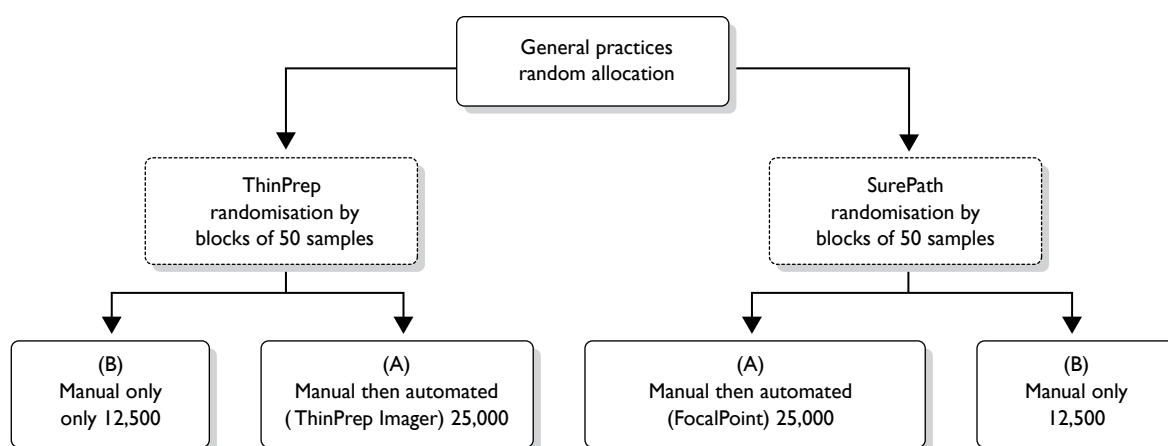 General practices
random allocation
ThinPrep
randomisation by
blocks of 50 samples
SurePath
randomisation by
blocks of 50 samples
(B)
Manual only
only 12,500
(A)
Manual then automated
(ThinPrep Imager) 25,000
(A)
Manual then automated
(FocalPoint) 25,000
(B)
Manual only
12,500